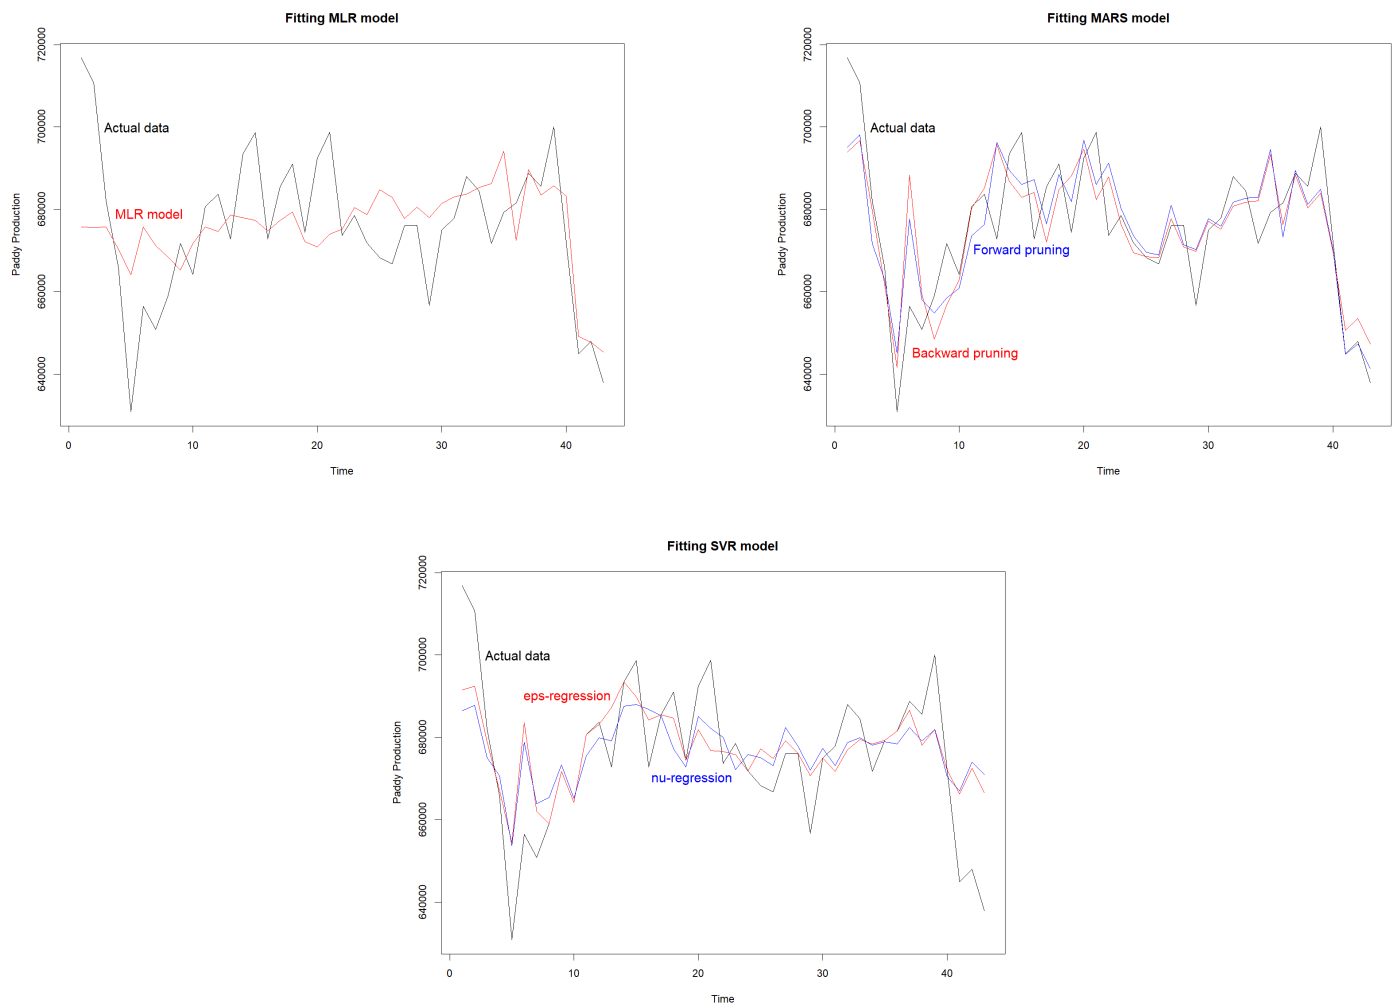 Fitting MLR model
Paddy Production
720000
700000
680000
660000
640000
Actual data
MLR model
0 10 20 30 40
Time
Fitting MARS model
Paddy Production
720000
700000
680000
660000
640000
Actual data
Forward pruning
Backward pruning
0 10 20 30 40
Time
Fitting SVR model
Paddy Production
720000
700000
680000
660000
640000
Actual data
eps-regression
nu-regression
0 10 20 30 40
Time